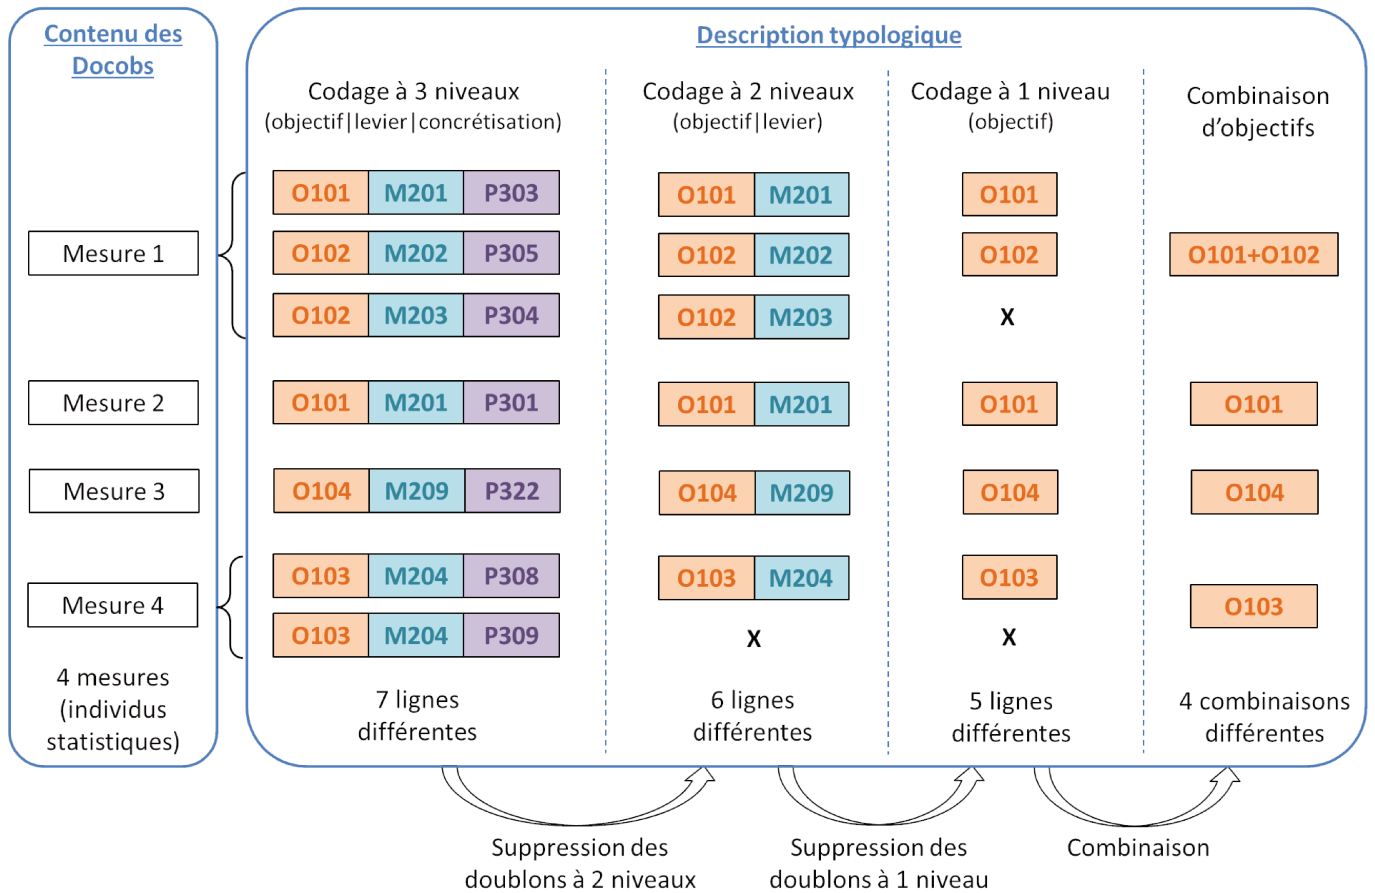 Contenu des
Docobs
Description typologique
Codage à 3 niveaux
(objectif|levier|concrétisation)
Codage à 2 niveaux
(objectif|levier)
Codage à 1 niveau
(objectif)
Combinaison
d’objectifs
Mesure 1
O101 M201 P303
O101 M201
O101
O102 M202 P305
O102 M202
O102
O101+O102
O102 M203 P304
O102 M203
X
Mesure 2
O101 M201 P301
O101 M201
O101
O101
Mesure 3
O104 M209 P322
O104 M209
O104
O104
Mesure 4
O103 M204 P308
O103 M204
O103
O103
O103 M204 P309
X
X
4 mesures
(individus
statistiques)
7 lignes
différentes
6 lignes
différentes
5 lignes
différentes
4 combinaisons
différentes
Suppression des
doublons à 2 niveaux
Suppression des
doublons à 1 niveau
Combinaison